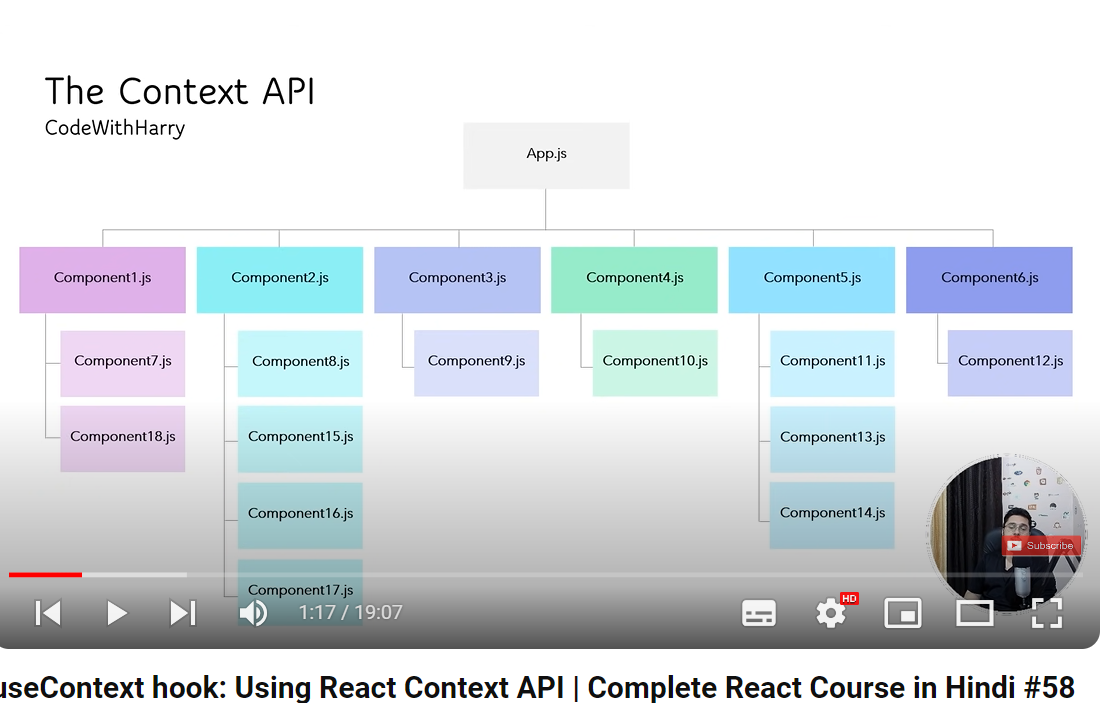 The Context API
CodeWithHarry
App.js
Component1.js
Component2.js
Component3.js
Component4.js
Component5.js
Component6.js
Component7.js
Component8.js
Component9.js
Component10.js
Component11.js
Component12.js
Component18.js
Component15.js
Component13.js
Component16.js
Component14.js
Subscribe
Component17.js
1:17 / 19:07
HD
useContext hook: Using React Context API | Complete React Course in Hindi #58